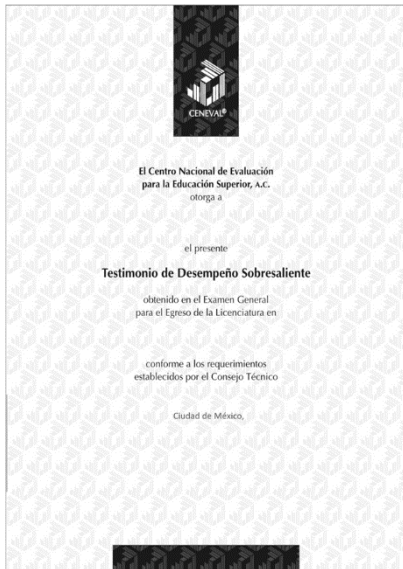 CENEVAL®
El Centro Nacional de Evaluación
para la Educación Superior, A.C.
otorga a
el presente
Testimonio de Desempeño Sobresaliente
obtenido en el Examen General
para el Egreso de la Licenciatura en
conforme a los requerimientos
establecidos por el Consejo Técnico
Ciudad de México,